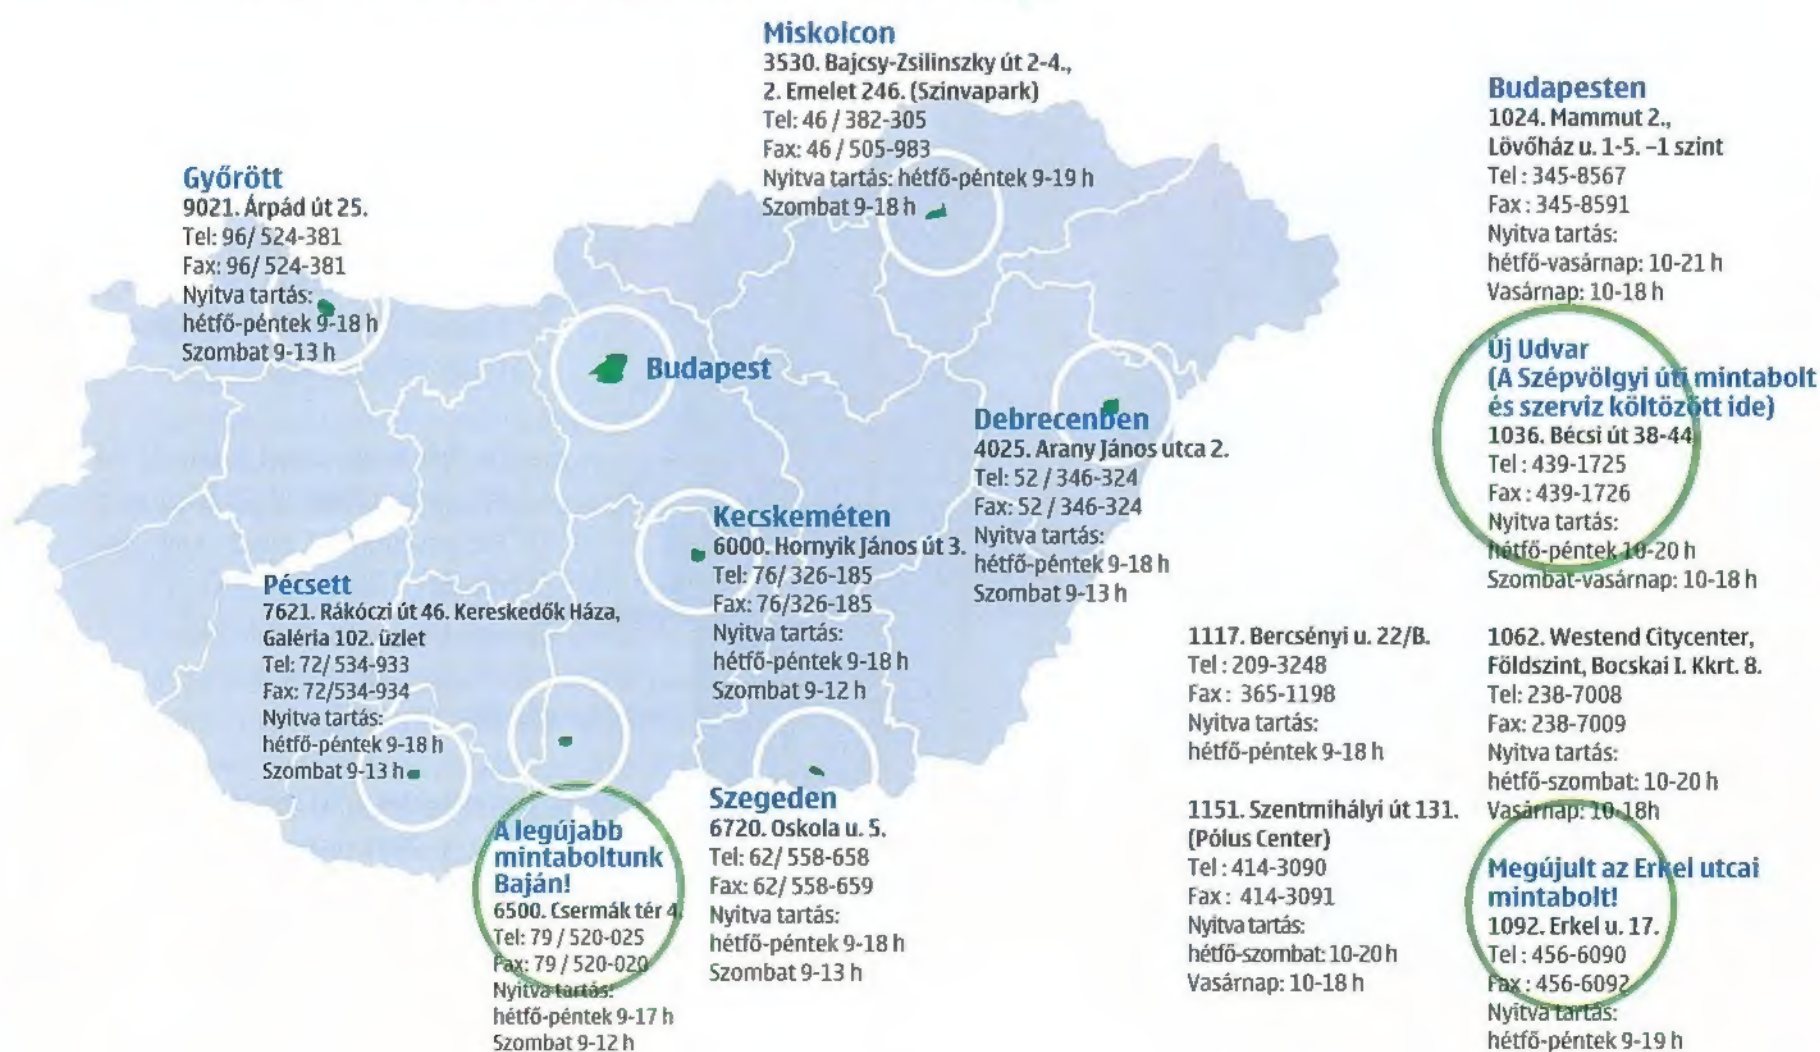 Miskolcon
3530. Bajcsy-Zsilinszky út 2-4.,
2. Emelet 246. (Szinvapark)
Tel: 46 / 382-305
Fax: 46 / 505-983
Nyitva tartás: hétfő-péntek 9-19 h
Szombat 9-18 h
Győrött
9021. Árpád út 25.
Tel: 96/ 524-381
Fax: 96/ 524-381
Nyitva tartás:
hétfő-péntek 9-18 h
Szombat 9-13 h
Budapest
Debrecenben
4025. Arany János utca 2.
Tel: 52 / 346-324
Fax: 52 / 346-324
Nyitva tartás:
hétfő-péntek 9-18 h
Szombat 9-13 h
Kecskeméten
6000. Hornyik János út 3.
Tel: 76/ 326-185
Fax: 76/326-185
Nyitva tartás:
hétfő-péntek 9-18 h
Szombat 9-12 h
Pécsett
7621. Rákóczi út 46. Kereskedők Háza,
Galéria 102. üzlet
Tel: 72/ 534-933
Fax: 72/534-934
Nyitva tartás:
hétfő-péntek 9-18 h
Szombat 9-13 h
A legújabb
mintaboltunk
Baján!
6500. Csermák tér 4.
Tel: 79 / 520-025
Fax: 79 / 520-020
Nyitva tartás:
hétfő-péntek 9-17 h
Szombat 9-12 h
Szegeden
6720. Oskola u. 5.
Tel: 62/ 558-658
Fax: 62/ 558-659
Nyitva tartás:
hétfő-péntek 9-18 h
Szombat 9-13 h
Budapesten
1024. Mammut 2.,
Lövőház u. 1-5. –1 szint
Tel : 345-8567
Fax : 345-8591
Nyitva tartás:
hétfő-vasárnap: 10-21 h
Vasárnap: 10-18 h
Új Udvar
(A Szépvölgyi úti mintabolt
és szerviz költözött ide)
1036. Bécsi út 38-44
Tel : 439-1725
Fax : 439-1726
Nyitva tartás:
hétfő-péntek 10-20 h
Szombat-vasárnap: 10-18 h
1117. Bercsényi u. 22/B.
Tel : 209-3248
Fax : 365-1198
Nyitva tartás:
hétfő-péntek 9-18 h
1151. Szentmihályi út 131.
(Pólus Center)
Tel : 414-3090
Fax : 414-3091
Nyitva tartás:
hétfő-szombat: 10-20 h
Vasárnap: 10-18 h
1062. Westend Citycenter,
Földszint, Bocskai I. Kkrt. 8.
Tel: 238-7008
Fax: 238-7009
Nyitva tartás:
hétfő-szombat: 10-20 h
Vasárnap: 10-18h
Megújult az Erkel utcai
mintabolt!
1092. Erkel u. 17.
Tel : 456-6090
Fax : 456-6092
Nyitva tartás:
hétfő-péntek 9-19 h